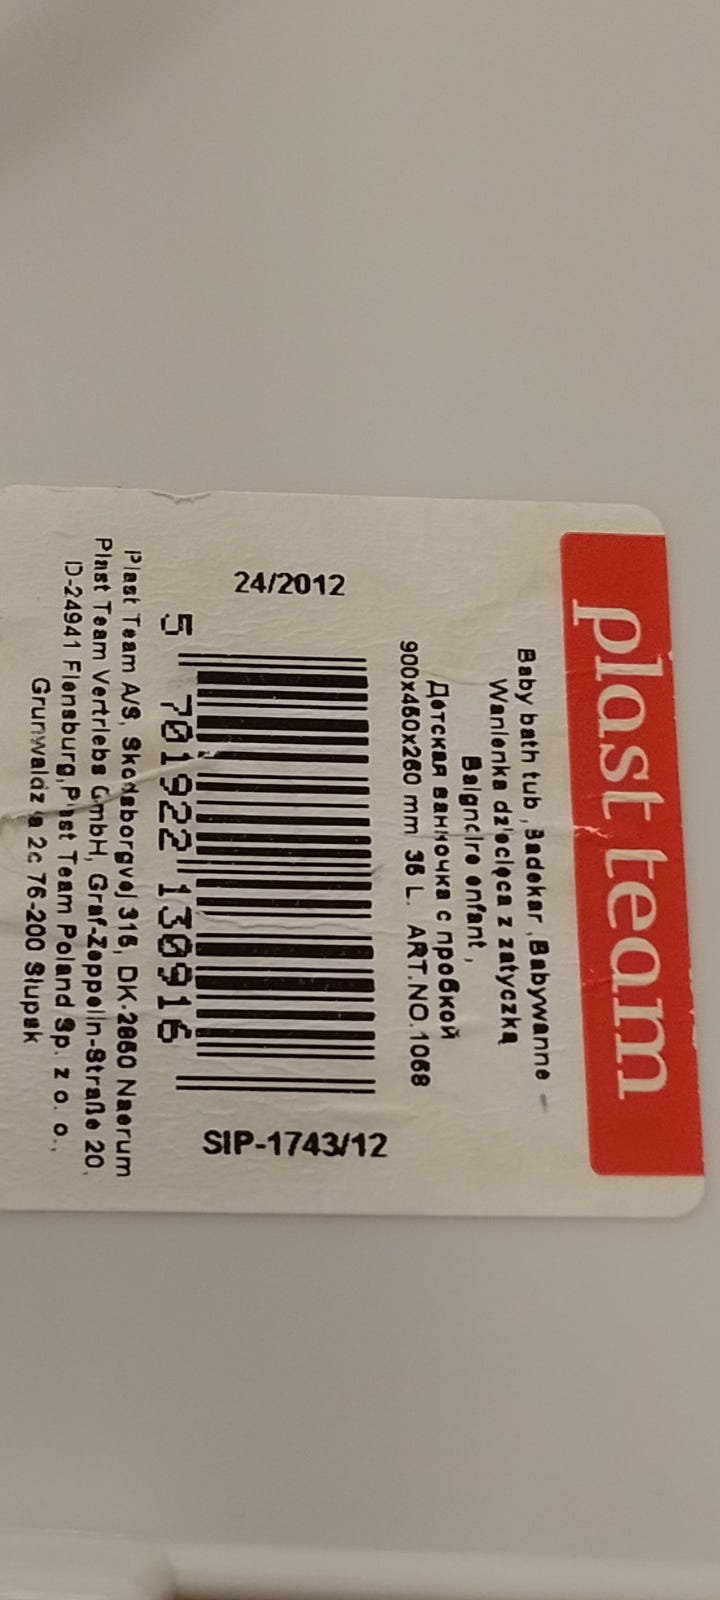 plast team
Baby bath tub , Badekar , Babywanne -
Wanienka dziecięca z zatyczką
Baignoire enfant ,
Детская ванночка с пробкой
900x460x260 mm 36 L. ART.NO.1068
24/2012
5 701922 130916
SIP-1743/12
Plast Team A/S, Skodsborgvej 315, DK-2850 Naerum
Plast Team Vertriebs GmbH, Graf-Zeppelin-Straße 20,
D-24941 Flensburg,Plast Team Poland Sp. z o. o.,
Grunwaldzka 2c 76-200 Słupsk